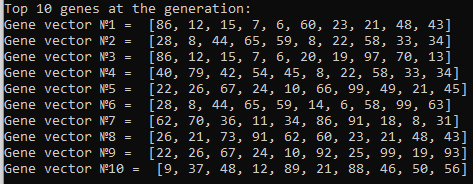 Top 10 genes at the generation:
Gene vector №1 =  [86, 12, 15, 7, 6, 60, 23, 21, 48, 43]
Gene vector №2 =  [28, 8, 44, 65, 59, 8, 22, 58, 33, 34]
Gene vector №3 =  [86, 12, 15, 7, 6, 20, 19, 97, 70, 13]
Gene vector №4 =  [40, 79, 42, 54, 45, 8, 22, 58, 33, 34]
Gene vector №5 =  [22, 26, 67, 24, 10, 66, 99, 49, 21, 45]
Gene vector №6 =  [28, 8, 44, 65, 59, 14, 6, 58, 99, 63]
Gene vector №7 =  [62, 70, 36, 11, 34, 86, 91, 18, 8, 31]
Gene vector №8 =  [26, 21, 73, 91, 62, 60, 23, 21, 48, 43]
Gene vector №9 =  [22, 26, 67, 24, 10, 92, 25, 99, 19, 93]
Gene vector №10 =  [9, 37, 48, 12, 89, 21, 88, 46, 50, 56]